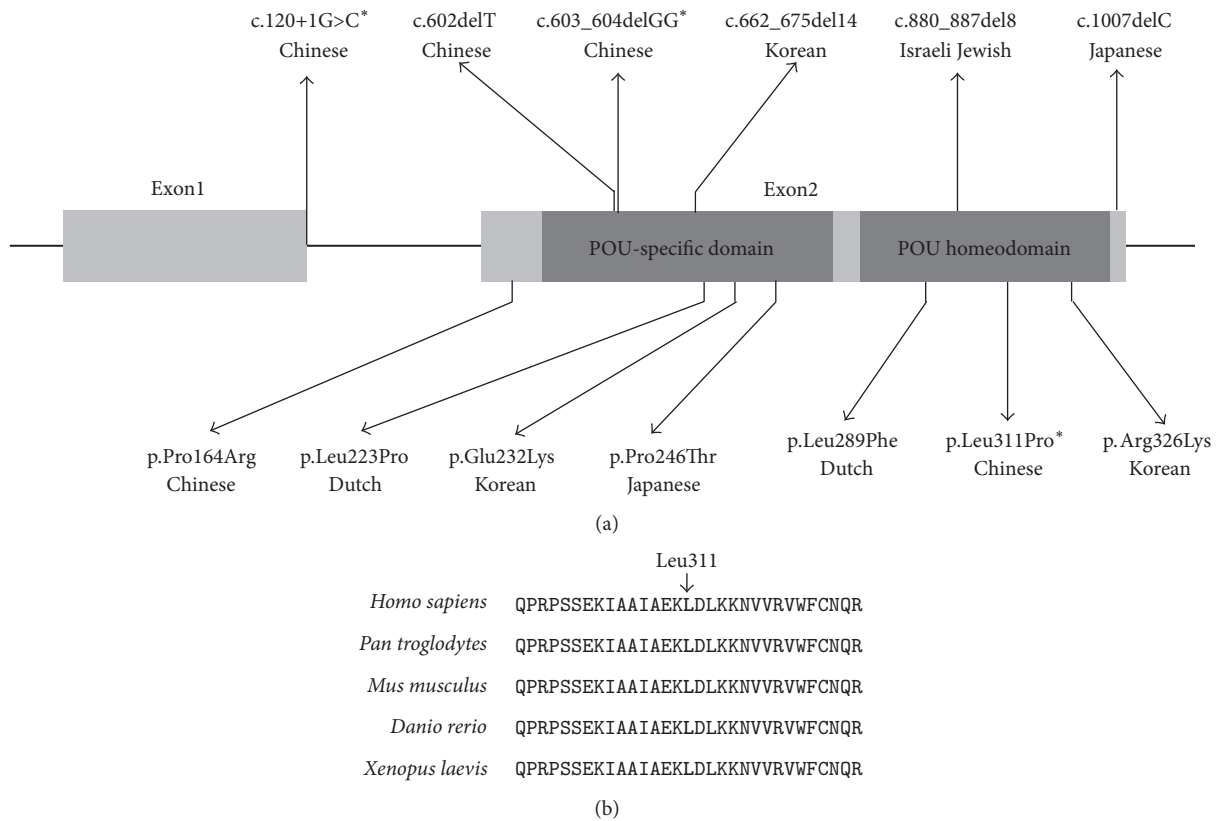 c.120+1G>C* c.602delT c.603_604delGG* c.662_675del14 c.880_887del8 c.1007delC
Chinese Chinese Chinese Korean Israeli Jewish Japanese
Exon1 Exon2
POU-specific domain POU homeodomain
p.Pro164Arg p.Leu223Pro p.Glu232Lys p.Pro246Thr p.Leu289Phe p.Leu311Pro* p. Arg326Lys
Chinese Dutch Korean Japanese Dutch Chinese Korean
(a)
Leu311
Homo sapiens QPRPSSEKIAAIAEKLDLKKNVVRVWFCNQR
Pan troglodytes QPRPSSEKIAAIAEKLDLKKNVVRVWFCNQR
Mus musculus QPRPSSEKIAAIAEKLDLKKNVVRVWFCNQR
Danio rerio QPRPSSEKIAAIAEKLDLKKNVVRVWFCNQR
Xenopus laevis QPRPSSEKIAAIAEKLDLKKNVVRVWFCNQR
(b)